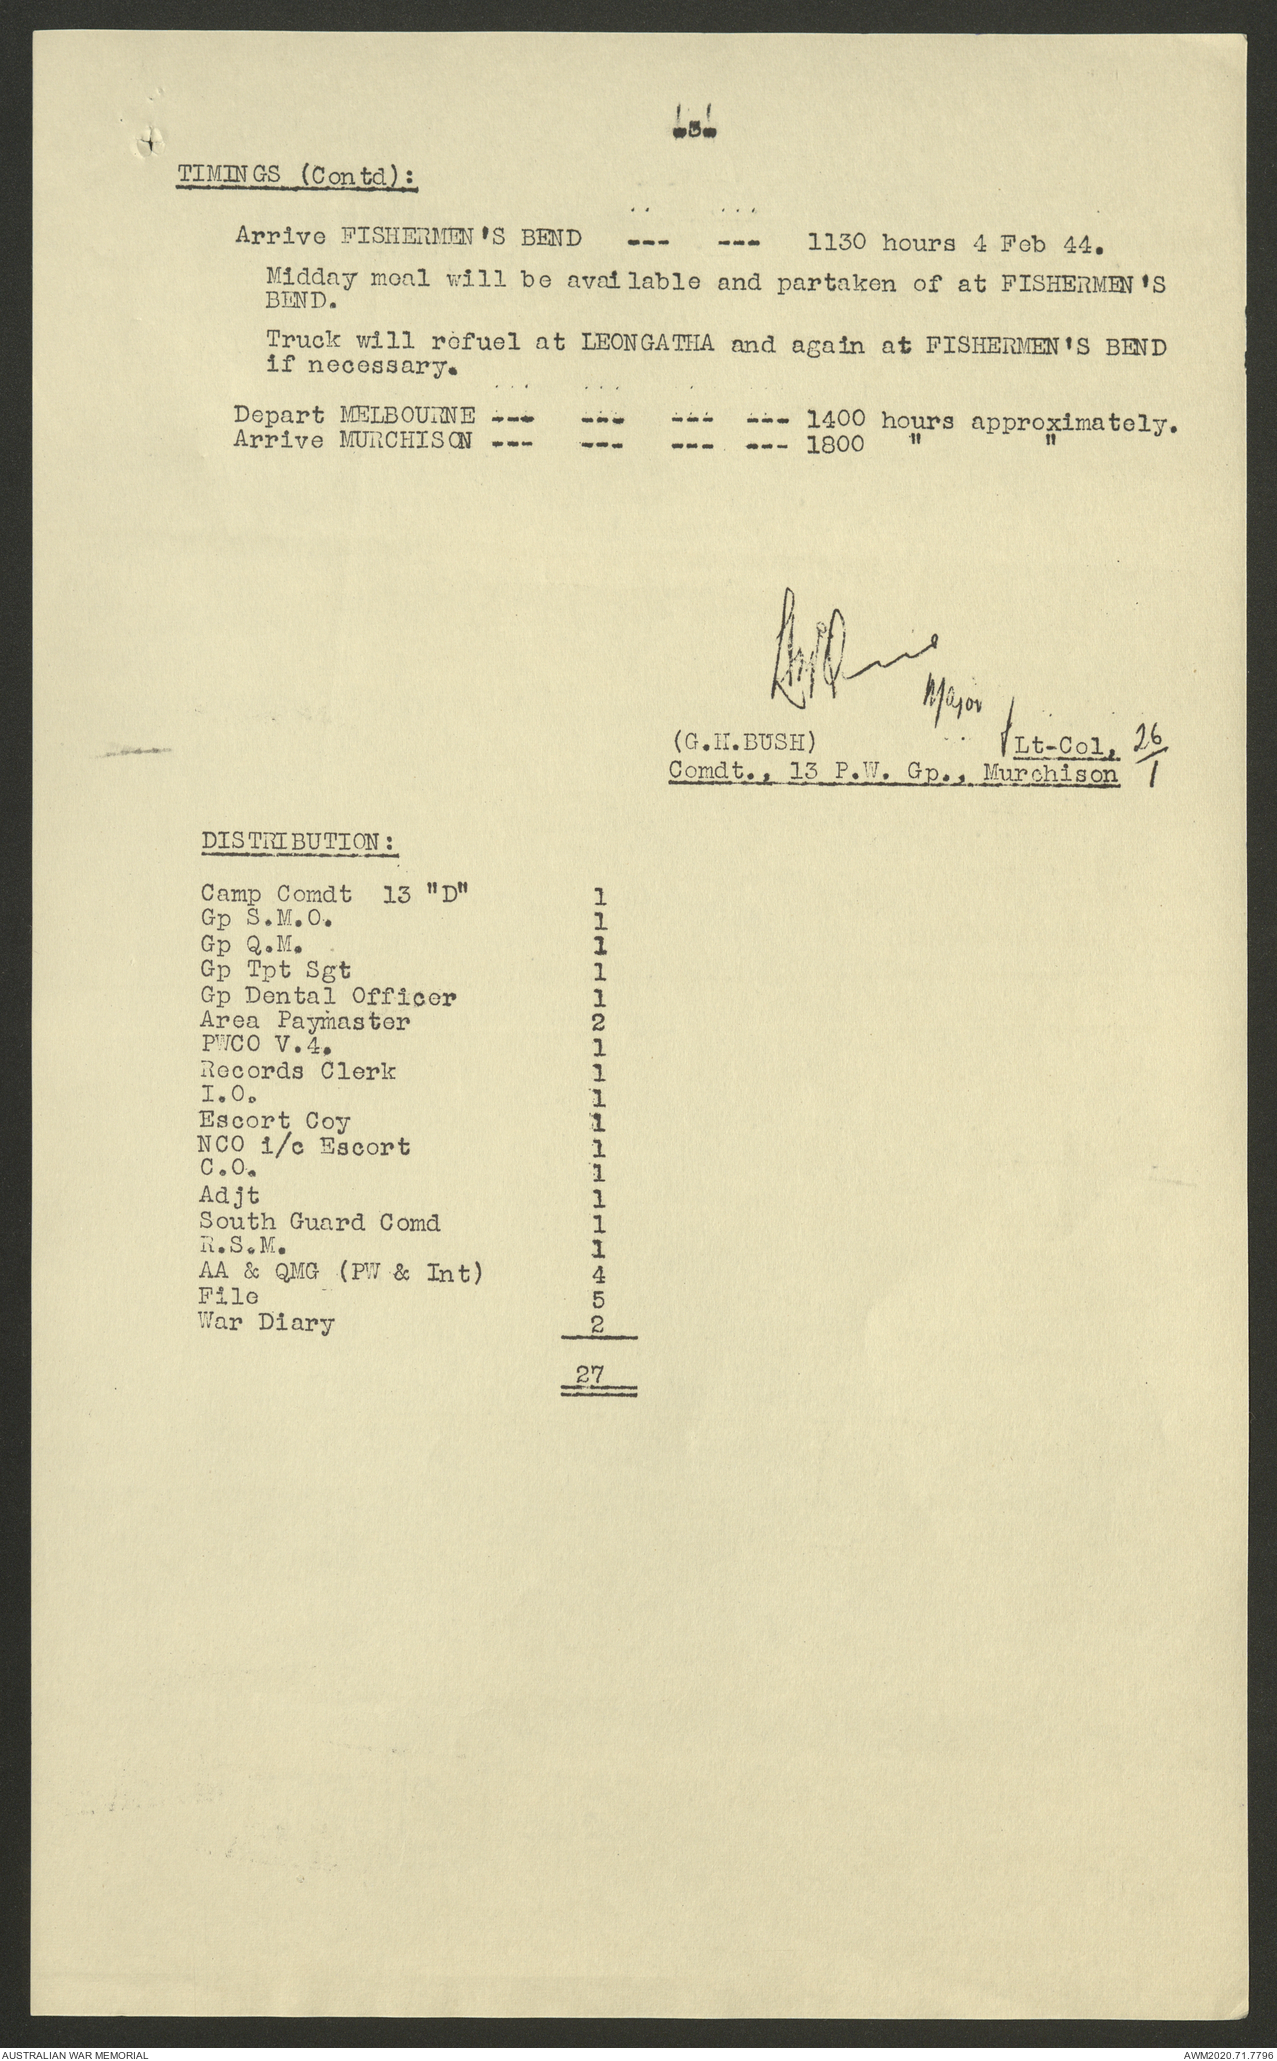 - 3 -
TIMINGS (Contd):
Arrive FISHERMEN'S BEND --- --- 1130 hours 4 Feb 44.
Midday meal will be available and partaken of at FISHERMEN'S
BEND.
Truck will refuel at LEONGATHA and again at FISHERMEN'S BEND
if necessary.
Depart MELBOURNE --- --- --- --- 1400 hours approximately.
Arrive MURCHISON --- --- --- --- 1800 " "
Major
(G.H.BUSH) / Lt-Col, 26/1
Comdt., 13 P.W. Gp., Murchison
DISTRIBUTION:
Camp Comdt 13 "D" 1
Gp S.M.O. 1
Gp Q.M. 1
Gp Tpt Sgt 1
Gp Dental Officer 1
Area Paymaster 2
PWCO V.4. 1
Records Clerk 1
I.O. 1
Escort Coy 1
NCO i/c Escort 1
C.O. 1
Adjt 1
South Guard Comd 1
R.S.M. 1
AA & QMG (PW & Int) 4
File 5
War Diary 2
27
AUSTRALIAN WAR MEMORIAL AWM2020.71.7796